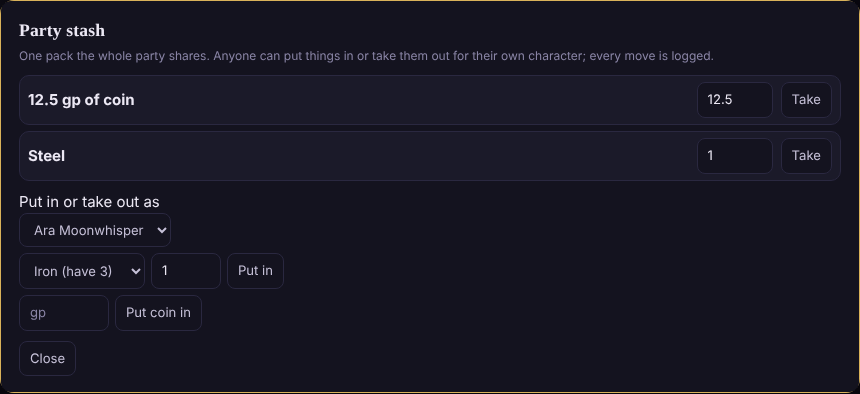 Party stash
One pack the whole party shares. Anyone can put things in or take them out for their own character; every move is logged.
12.5 gp of coin 12.5 Take
Steel 1 Take
Put in or take out as
Ara Moonwhisper
Iron (have 3) 1 Put in
gp Put coin in
Close